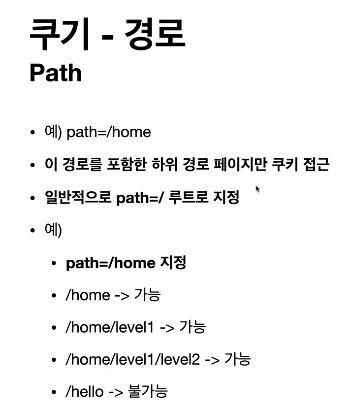 쿠기 - 경로
Path
• 예) path=/home
• 이 경로를 포함한 하위 경로 페이지만 쿠키 접근
• 일반적으로 path=/ 루트로 지정
• 예)
• path=/home 지정
• /home -> 가능
• /home/level1 -> 가능
• /home/level1/level2 -> 가능
• /hello -> 불가능